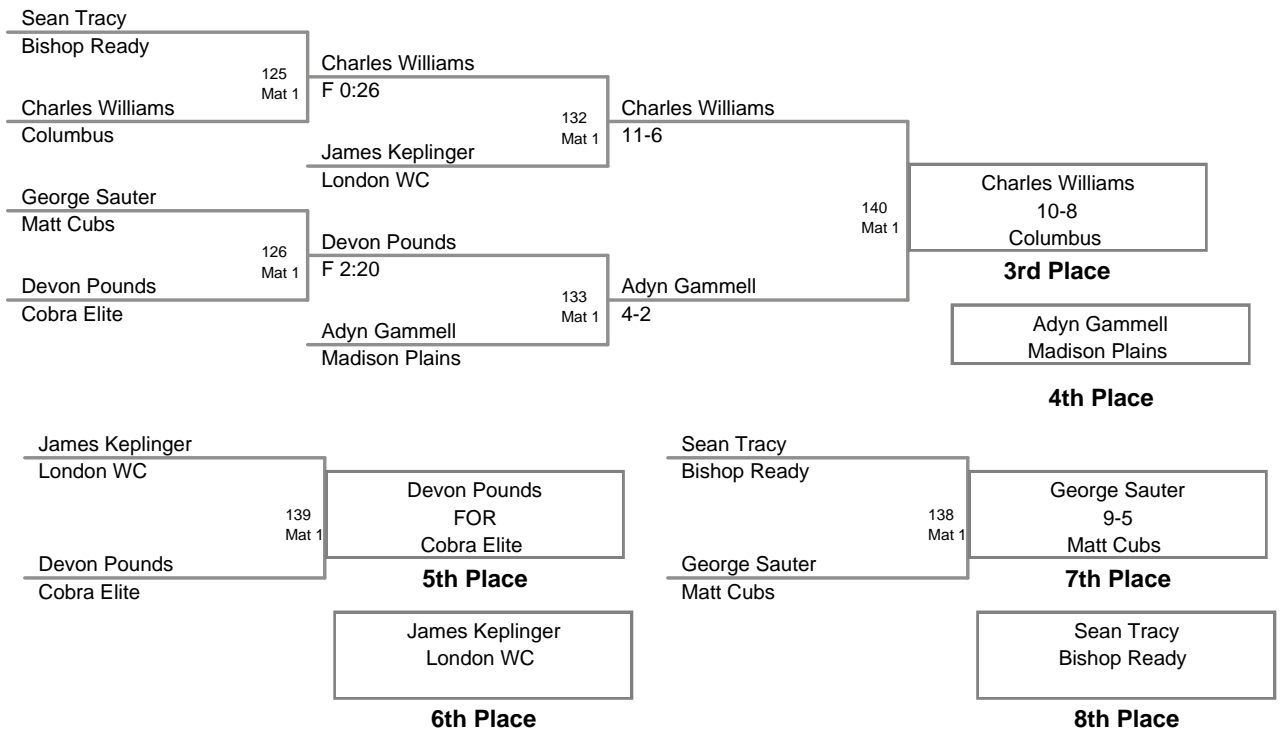 Sean Tracy
Bishop Ready
125
Mat 1
Charles Williams
Columbus
Charles Williams
F 0:26
132
Mat 1
James Keplinger
London WC
Charles Williams
11-6
George Sauter
Matt Cubs
126
Mat 1
Devon Pounds
Cobra Elite
Devon Pounds
F 2:20
133
Mat 1
Adyn Gammell
Madison Plains
Adyn Gammell
4-2
140
Mat 1
Charles Williams
10-8
Columbus
3rd Place
Adyn Gammell
Madison Plains
4th Place
James Keplinger
London WC
139
Mat 1
Devon Pounds
Cobra Elite
Devon Pounds
FOR
Cobra Elite
5th Place
James Keplinger
London WC
6th Place
Sean Tracy
Bishop Ready
138
Mat 1
George Sauter
Matt Cubs
George Sauter
9-5
Matt Cubs
7th Place
Sean Tracy
Bishop Ready
8th Place